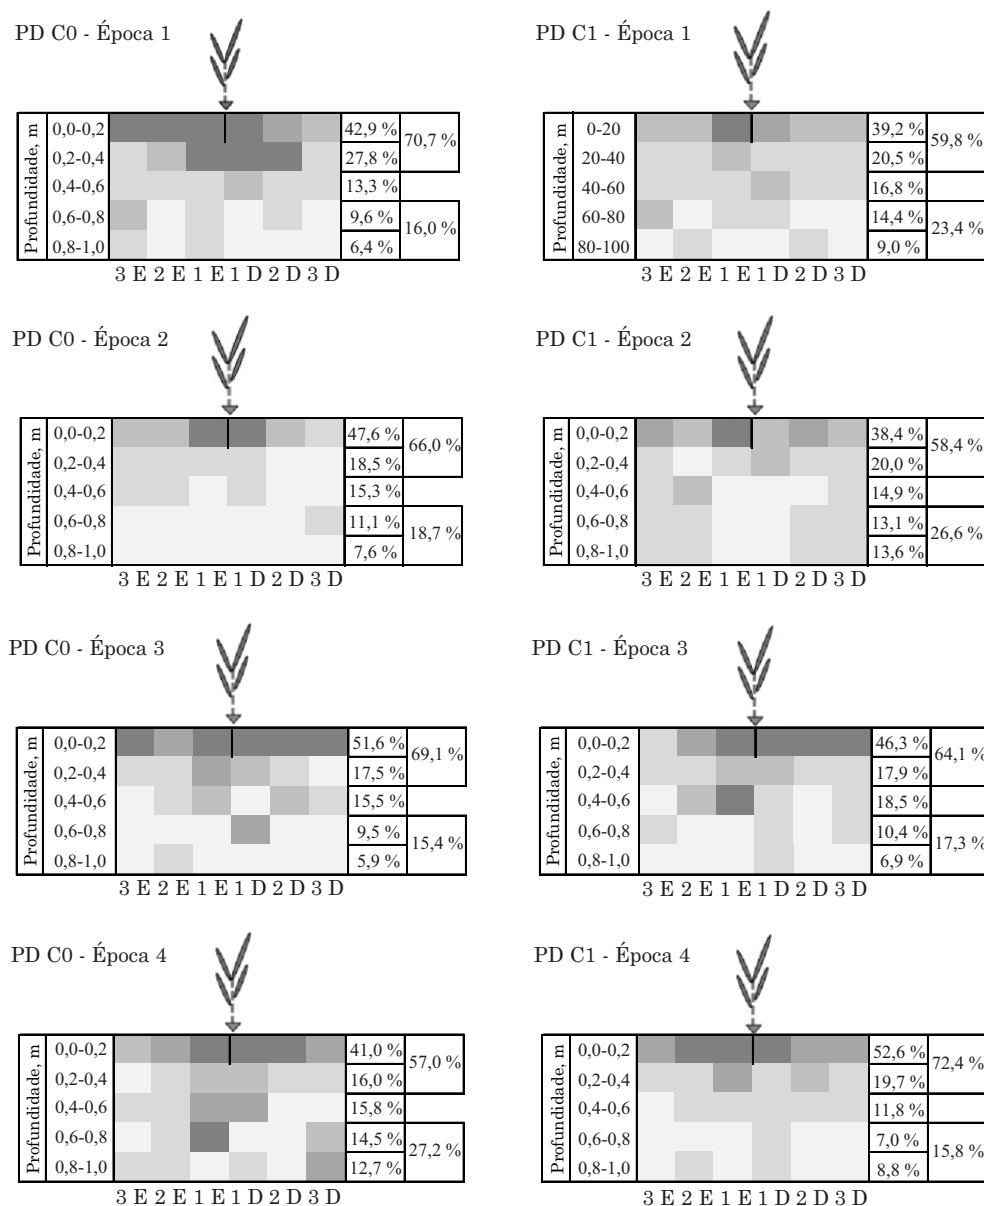 PD C0 - Época 1
Profundidade, m
0,0-0,2 42,9 % 70,7 %
0,2-0,4 27,8 %
0,4-0,6 13,3 %
0,6-0,8 9,6 % 16,0 %
0,8-1,0 6,4 %
3 E 2 E 1 E 1 D 2 D 3 D
PD C1 - Época 1
Profundidade, m
0-20 39,2 % 59,8 %
20-40 20,5 %
40-60 16,8 %
60-80 14,4 % 23,4 %
80-100 9,0 %
3 E 2 E 1 E 1 D 2 D 3 D
PD C0 - Época 2
Profundidade, m
0,0-0,2 47,6 % 66,0 %
0,2-0,4 18,5 %
0,4-0,6 15,3 %
0,6-0,8 11,1 % 18,7 %
0,8-1,0 7,6 %
3 E 2 E 1 E 1 D 2 D 3 D
PD C1 - Época 2
Profundidade, m
0,0-0,2 38,4 % 58,4 %
0,2-0,4 20,0 %
0,4-0,6 14,9 %
0,6-0,8 13,1 % 26,6 %
0,8-1,0 13,6 %
3 E 2 E 1 E 1 D 2 D 3 D
PD C0 - Época 3
Profundidade, m
0,0-0,2 51,6 % 69,1 %
0,2-0,4 17,5 %
0,4-0,6 15,5 %
0,6-0,8 9,5 % 15,4 %
0,8-1,0 5,9 %
3 E 2 E 1 E 1 D 2 D 3 D
PD C1 - Época 3
Profundidade, m
0,0-0,2 46,3 % 64,1 %
0,2-0,4 17,9 %
0,4-0,6 18,5 %
0,6-0,8 10,4 % 17,3 %
0,8-1,0 6,9 %
3 E 2 E 1 E 1 D 2 D 3 D
PD C0 - Época 4
Profundidade, m
0,0-0,2 41,0 % 57,0 %
0,2-0,4 16,0 %
0,4-0,6 15,8 %
0,6-0,8 14,5 % 27,2 %
0,8-1,0 12,7 %
3 E 2 E 1 E 1 D 2 D 3 D
PD C1 - Época 4
Profundidade, m
0,0-0,2 52,6 % 72,4 %
0,2-0,4 19,7 %
0,4-0,6 11,8 %
0,6-0,8 7,0 % 15,8 %
0,8-1,0 8,8 %
3 E 2 E 1 E 1 D 2 D 3 D